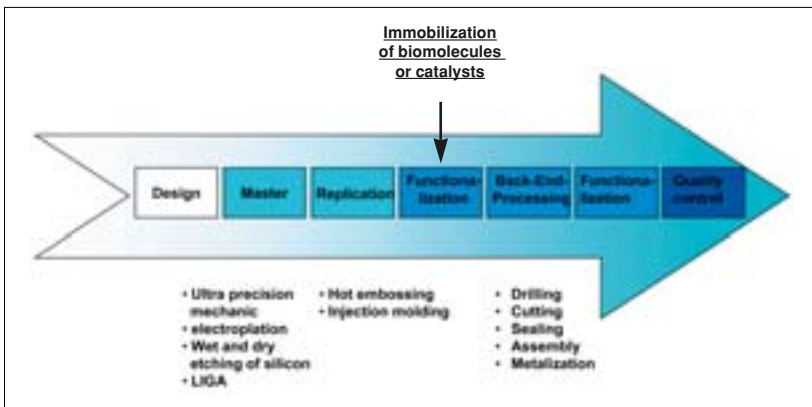 Immobilization
of biomolecules
or catalysts
Design
Master
Replication
Functiona-
lization
Back-End-
Processing
Functiona-
lization
Quality
control
• Ultra precision
mechanic
• electroplation
• Wet and dry
etching of silicon
• LIGA
• Hot embossing
• Injection molding
• Drilling
• Cutting
• Sealing
• Assembly
• Metalization